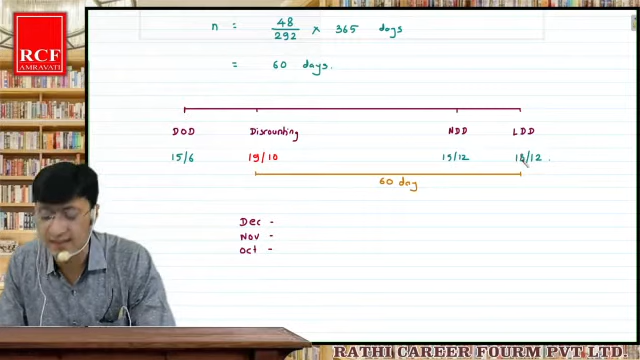 n = 48/292 × 365 days
= 60 days.
RCF
AMRAVATI
DOD Discounting NDD LDD
15/6 19/10 15/12 18/12.
60 day
Dec -
Nov -
Oct -
RATHI CAREER FOURM PVT. LTD.